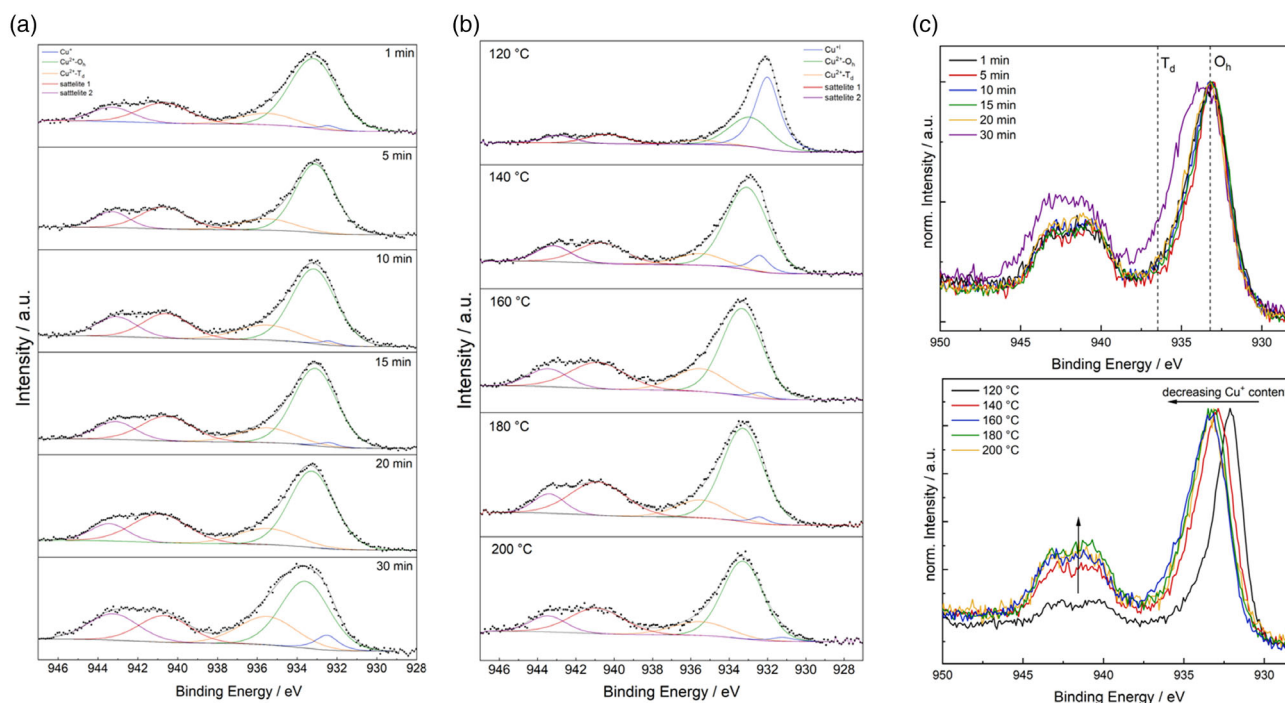 (a)
Cu⁺
Cu²⁺-Oₕ
Cu²⁺-T_d
sattelite 1
sattelite 2
1 min
5 min
10 min
15 min
20 min
30 min
Intensity / a.u.
946 944 942 940 938 936 934 932 930 928
Binding Energy / eV
(b)
120 °C
Cu⁺ᴵ
Cu²⁺-Oₕ
Cu²⁺-T_d
sattelite 1
sattelite 2
140 °C
160 °C
180 °C
200 °C
Intensity / a.u.
946 944 942 940 938 936 934 932 930 928
Binding Energy / eV
(c)
1 min
5 min
10 min
15 min
20 min
30 min
T_d
Oₕ
norm. Intensity / a.u.
950 945 940 935 930
Binding Energy / eV
120 °C
140 °C
160 °C
180 °C
200 °C
decreasing Cu⁺ content
norm. Intensity / a.u.
950 945 940 935 930
Binding Energy / eV